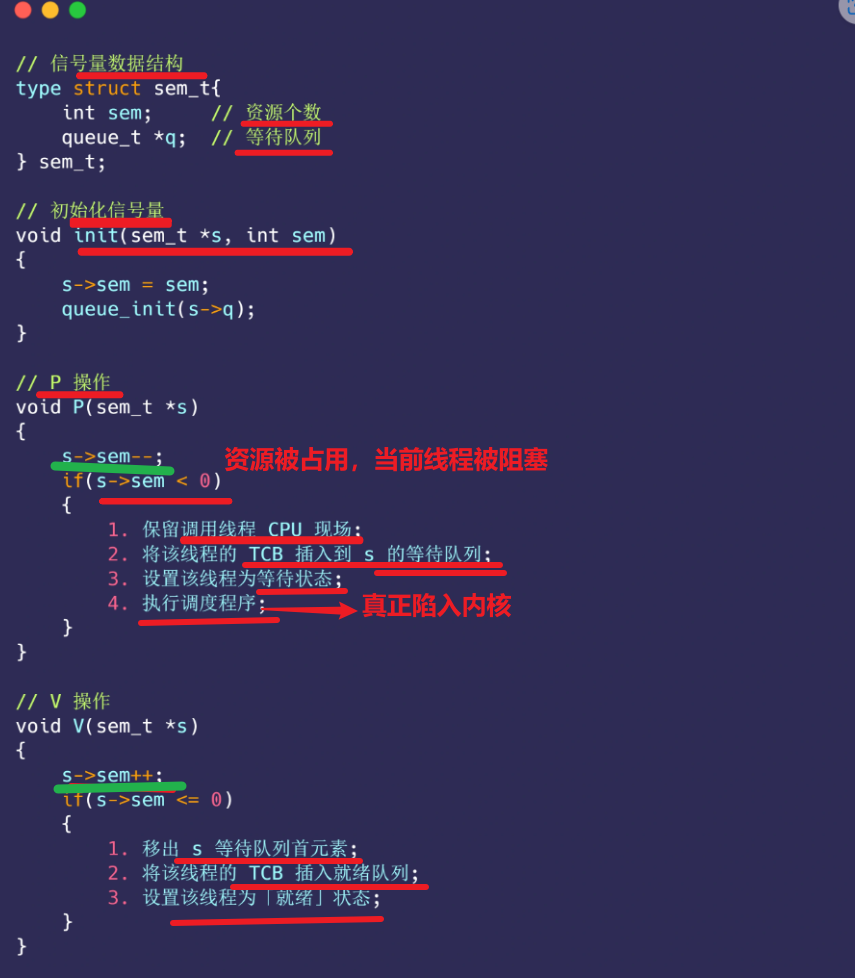 // 信号量数据结构
type struct sem_t{
    int sem;     // 资源个数
    queue_t *q;  // 等待队列
} sem_t;
// 初始化信号量
void init(sem_t *s, int sem)
{
    s->sem = sem;
    queue_init(s->q);
}
// P 操作
void P(sem_t *s)
{
    s->sem--;
资源被占用，当前线程被阻塞
    if(s->sem < 0)
    {
        1. 保留调用线程 CPU 现场;
        2. 将该线程的 TCB 插入到 s 的等待队列;
        3. 设置该线程为等待状态;
        4. 执行调度程序; 真正陷入内核
    }
}
// V 操作
void V(sem_t *s)
{
    s->sem++;
    if(s->sem <= 0)
    {
        1. 移出 s 等待队列首元素;
        2. 将该线程的 TCB 插入就绪队列;
        3. 设置该线程为「就绪」状态;
    }
}